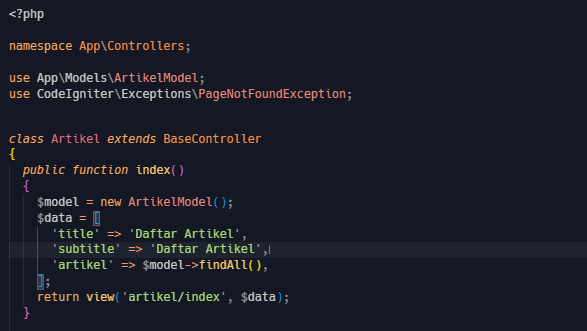 <?php
namespace App\Controllers;
use App\Models\ArtikelModel;
use CodeIgniter\Exceptions\PageNotFoundException;
class Artikel extends BaseController
{
public function index()
{
$model = new ArtikelModel();
$data = [
'title' => 'Daftar Artikel',
'subtitle' => 'Daftar Artikel',
'artikel' => $model->findAll(),
];
return view('artikel/index', $data);
}